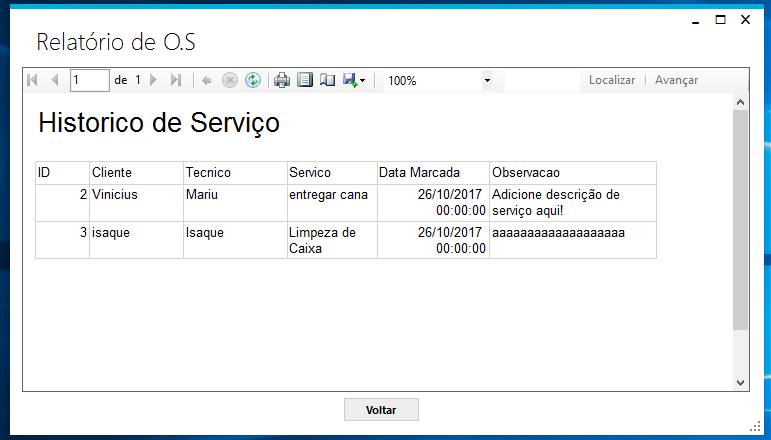 Relatório de O.S
1 de 1 100% Localizar | Avançar
Historico de Serviço
ID Cliente Tecnico Servico Data Marcada Observacao
2 Vinicius Mariu entregar cana 26/10/2017 Adicione descrição de
00:00:00 serviço aqui!
3 isaque Isaque Limpeza de 26/10/2017 aaaaaaaaaaaaaaaaaaa
Caixa 00:00:00
Voltar